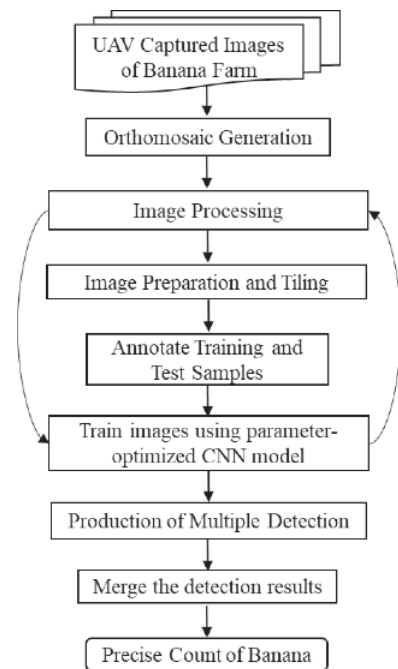 UAV Captured Images
of Banana Farm
Orthomosaic Generation
Image Processing
Image Preparation and Tiling
Annotate Training and
Test Samples
Train images using parameter-
optimized CNN model
Production of Multiple Detection
Merge the detection results
Precise Count of Banana